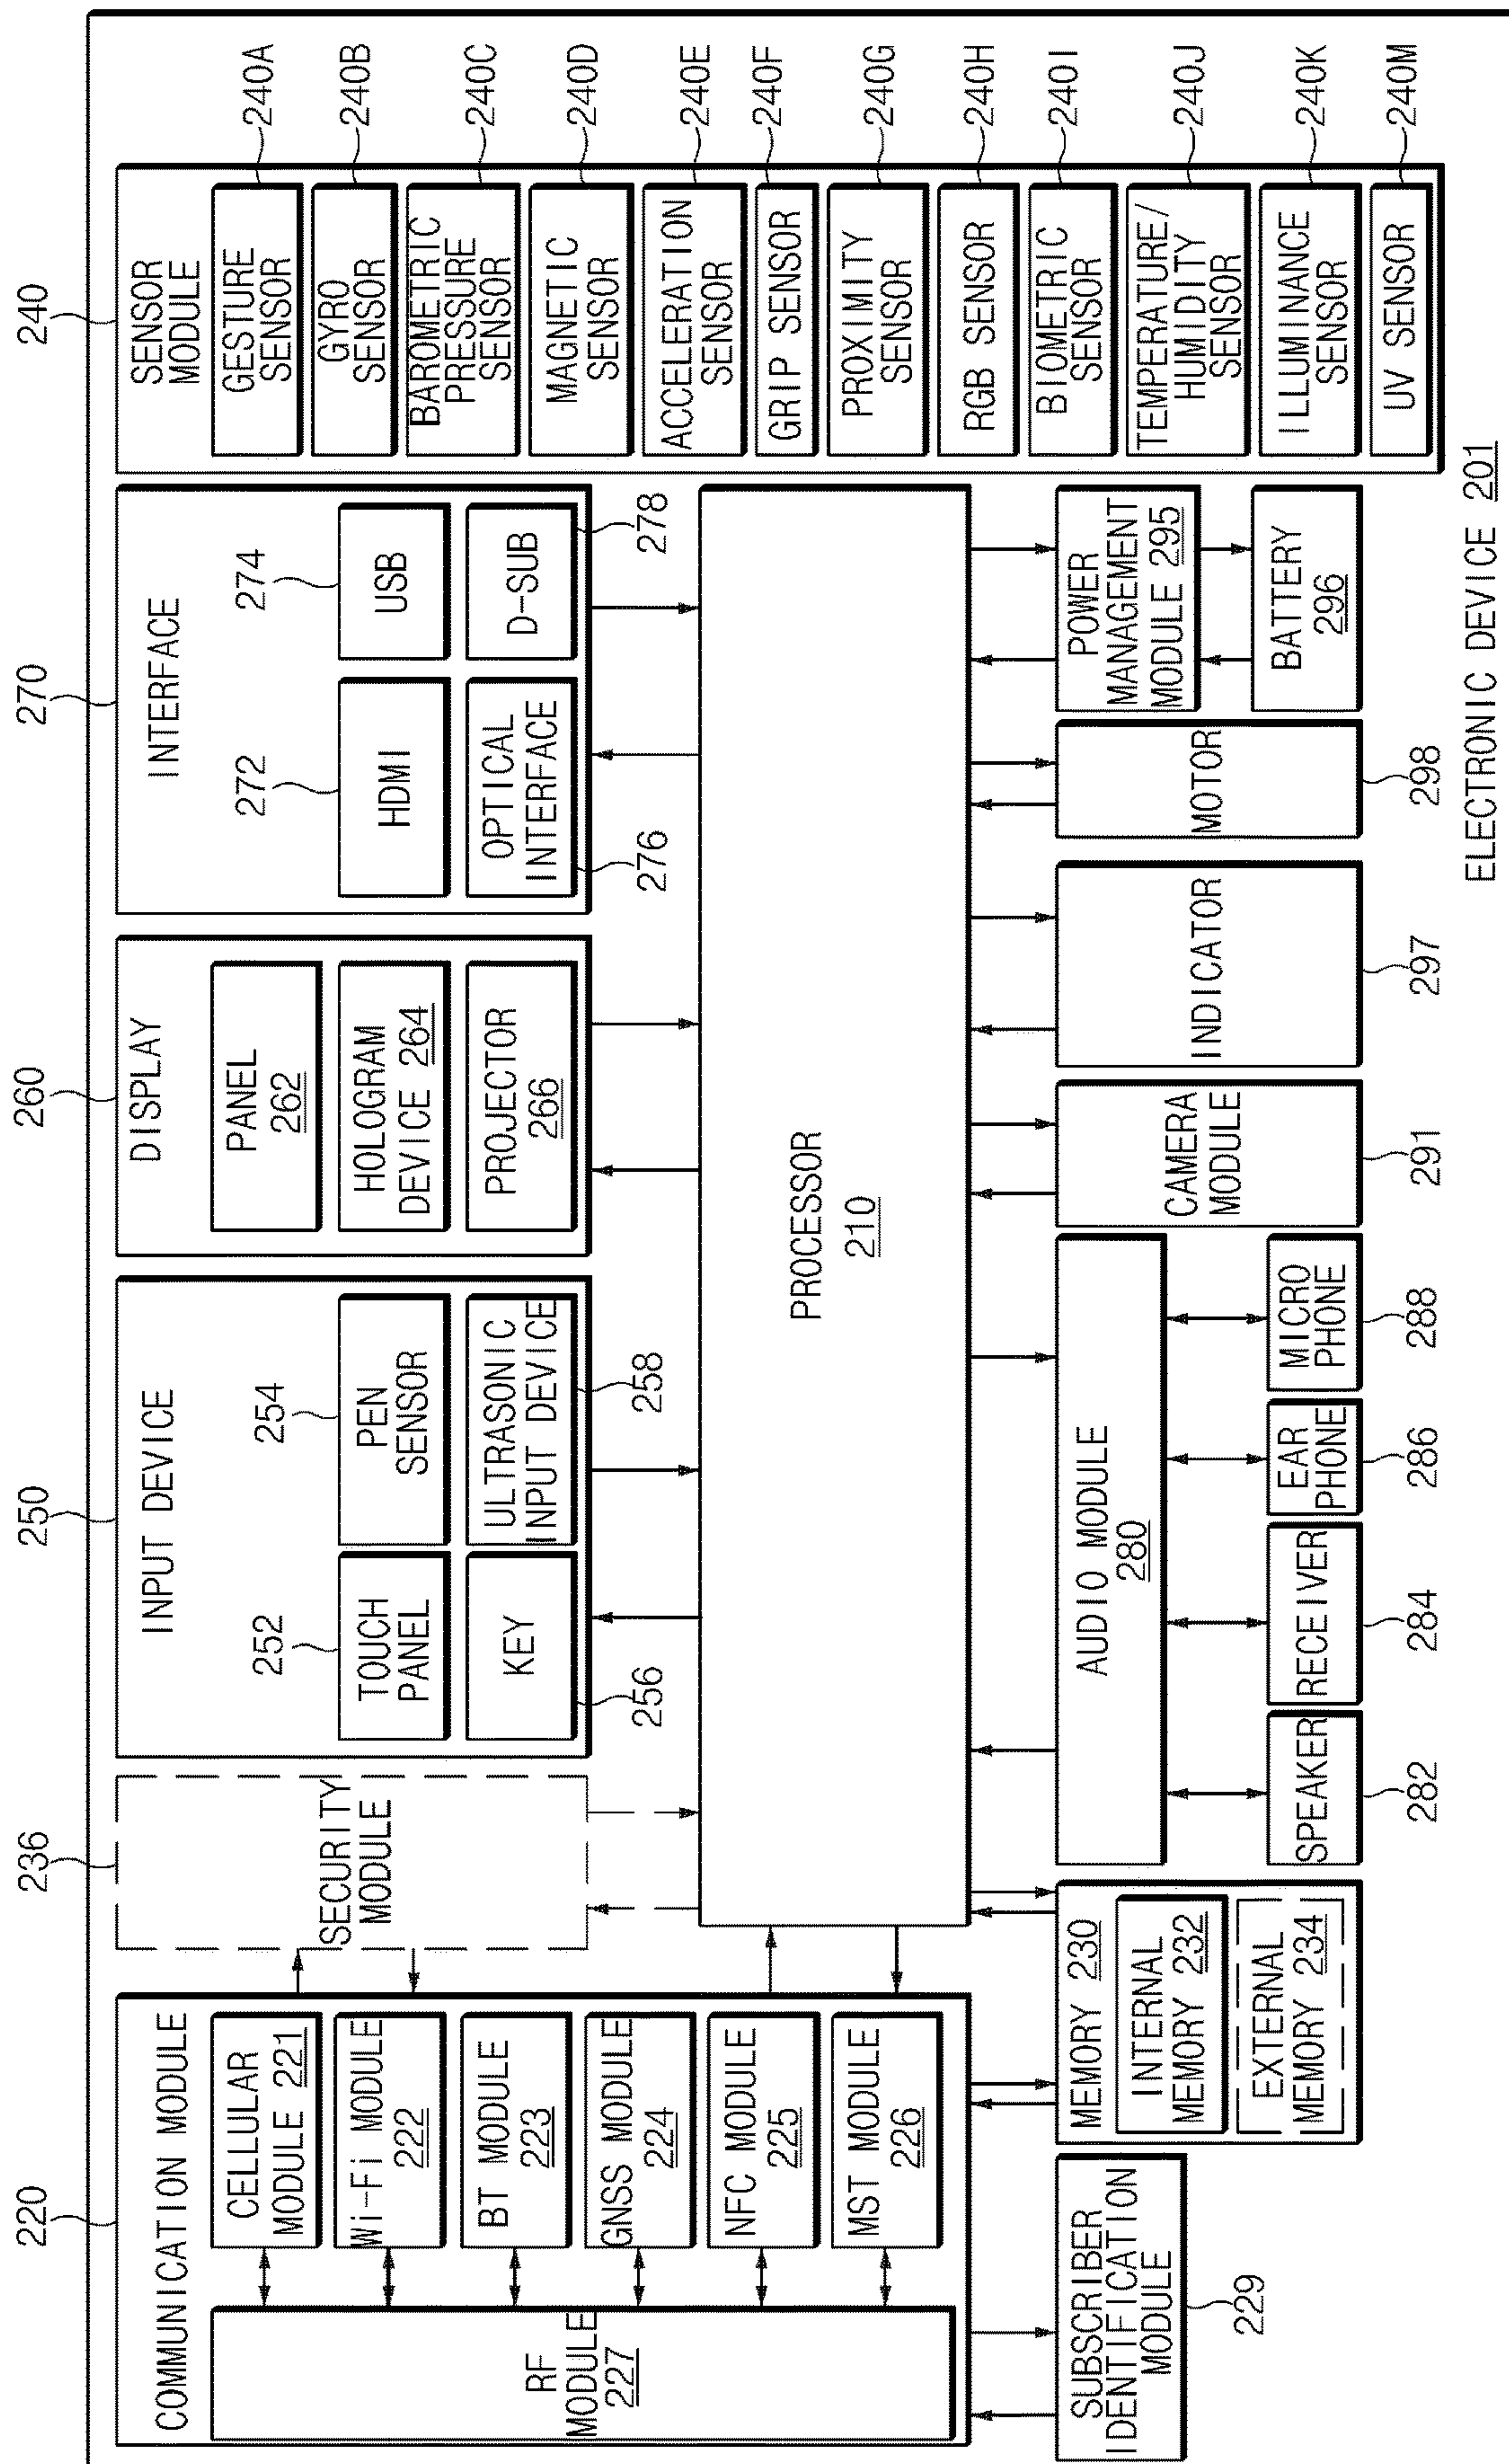 220
COMMUNICATION MODULE
RF
MODULE
227
CELLULAR
MODULE 221
Wi-Fi MODULE
222
BT MODULE
223
GNSS MODULE
224
NFC MODULE
225
MST MODULE
226
236
SECURITY
MODULE
250
INPUT DEVICE
252
254
TOUCH
PANEL
PEN
SENSOR
KEY
ULTRASONIC
INPUT DEVICE
256
258
260
DISPLAY
PANEL
262
HOLOGRAM
DEVICE 264
PROJECTOR
266
270
INTERFACE
272
274
HDMI
USB
OPTICAL
INTERFACE
D-SUB
276
278
240
SENSOR
MODULE
GESTURE
SENSOR
240A
GYRO
SENSOR
240B
BAROMETRIC
PRESSURE
SENSOR
240C
MAGNETIC
SENSOR
240D
ACCELERATION
SENSOR
240E
GRIP SENSOR
240F
PROXIMITY
SENSOR
240G
RGB SENSOR
240H
BIOMETRIC
SENSOR
240I
TEMPERATURE/
HUMIDITY
SENSOR
240J
ILLUMINANCE
SENSOR
240K
UV SENSOR
240M
PROCESSOR
210
SUBSCRIBER
IDENTIFICATION
MODULE
229
MEMORY 230
INTERNAL
MEMORY 232
EXTERNAL
MEMORY 234
AUDIO MODULE
280
SPEAKER
282
RECEIVER
284
EAR
PHONE
286
MICRO
PHONE
288
CAMERA
MODULE
291
INDICATOR
297
MOTOR
298
POWER
MANAGEMENT
MODULE 295
BATTERY
296
ELECTRONIC DEVICE 201